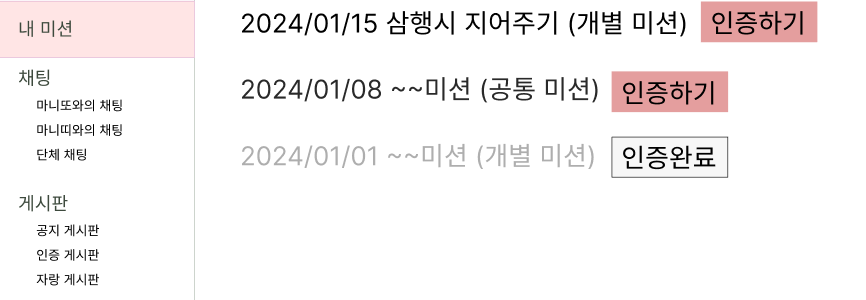 내 미션
채팅
마니또와의 채팅
마니띠와의 채팅
단체 채팅
게시판
공지 게시판
인증 게시판
자랑 게시판
2024/01/15 삼행시 지어주기 (개별 미션) 인증하기
2024/01/08 ~~미션 (공통 미션) 인증하기
2024/01/01 ~~미션 (개별 미션) 인증완료